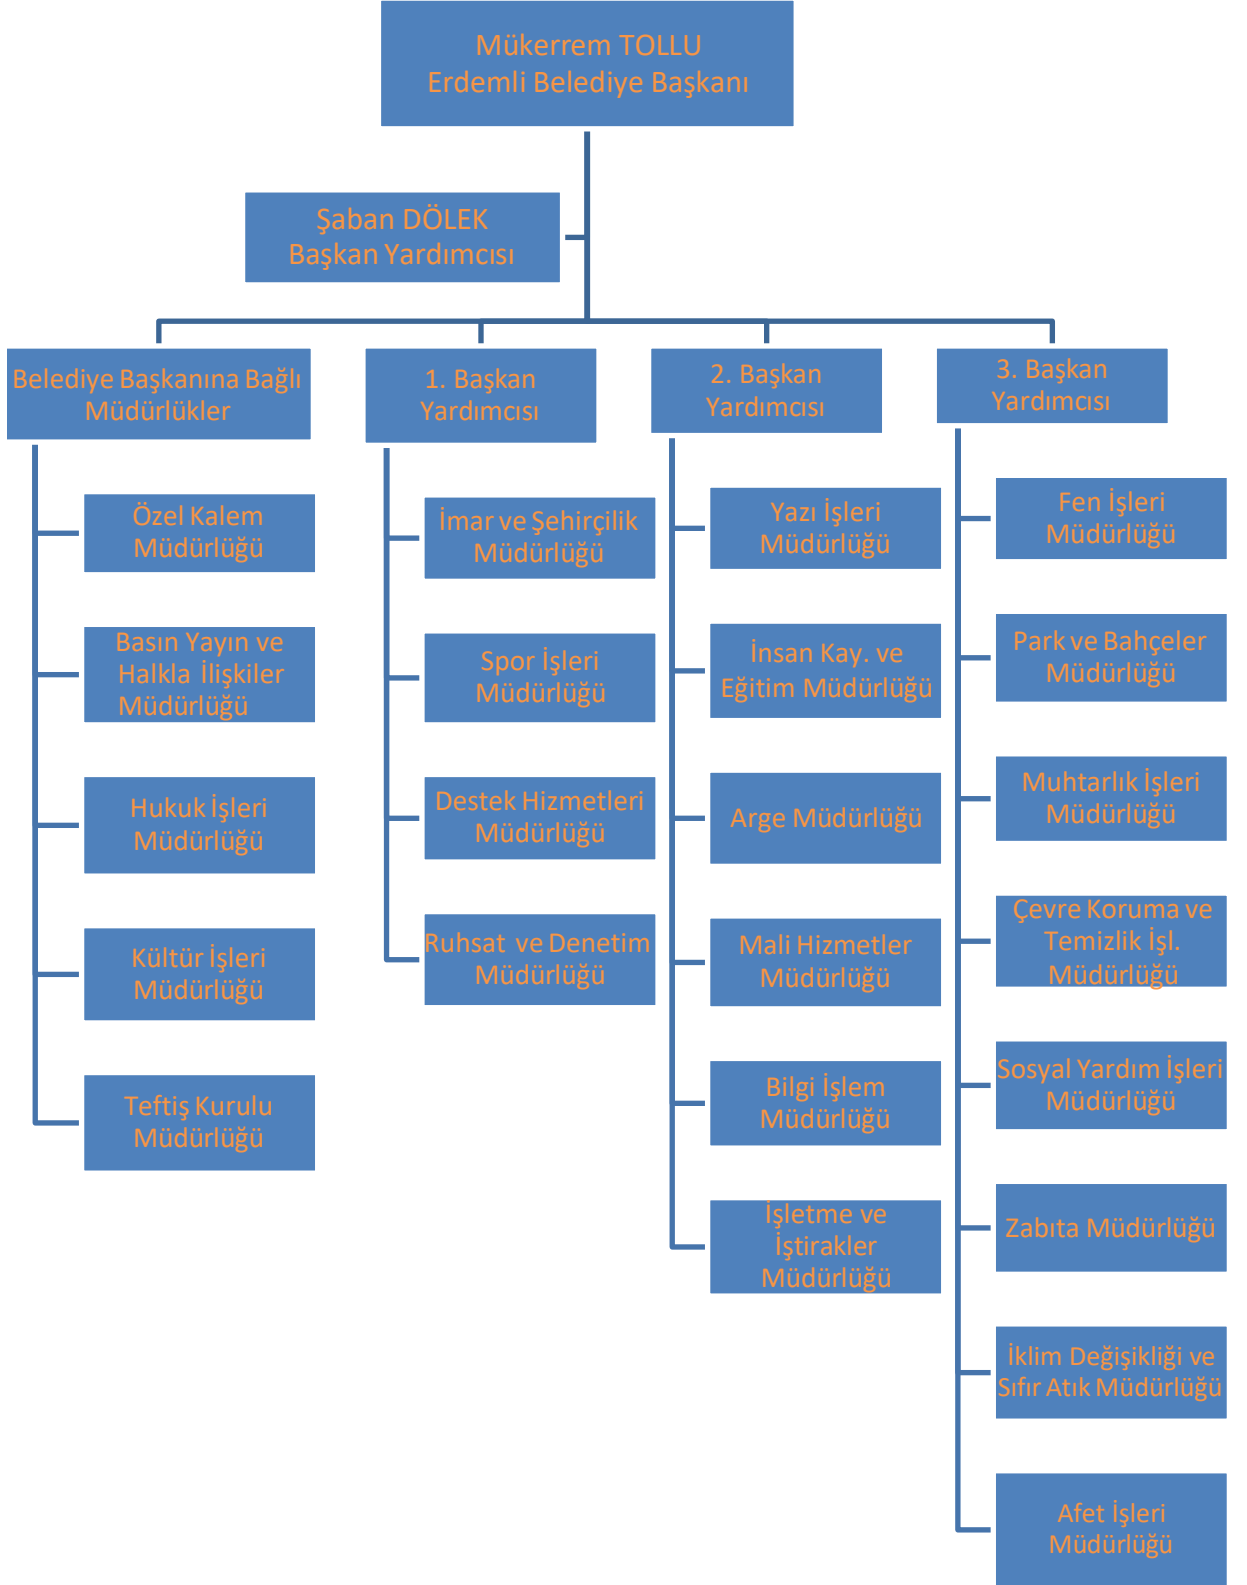 Mükerrem TOLLU
Erdemli Belediye Başkanı
Şaban DÖLEK
Başkan Yardımcısı
Belediye Başkanına Bağlı
Müdürlükler
Özel Kalem
Müdürlüğü
Basın Yayın ve
Halkla İlişkiler
Müdürlüğü
Hukuk İşleri
Müdürlüğü
Kültür İşleri
Müdürlüğü
Teftiş Kurulu
Müdürlüğü
1. Başkan
Yardımcısı
İmar ve Şehirçilik
Müdürlüğü
Spor İşleri
Müdürlüğü
Destek Hizmetleri
Müdürlüğü
Ruhsat ve Denetim
Müdürlüğü
2. Başkan
Yardımcısı
Yazı İşleri
Müdürlüğü
İnsan Kay. ve
Eğitim Müdürlüğü
Arge Müdürlüğü
Mali Hizmetler
Müdürlüğü
Bilgi İşlem
Müdürlüğü
İşletme ve
İştirakler
Müdürlüğü
3. Başkan
Yardımcısı
Fen İşleri
Müdürlüğü
Park ve Bahçeler
Müdürlüğü
Muhtarlık İşleri
Müdürlüğü
Çevre Koruma ve
Temizlik İşl.
Müdürlüğü
Sosyal Yardım İşleri
Müdürlüğü
Zabıta Müdürlüğü
İklim Değişikliği ve
Sıfır Atık Müdürlüğü
Afet İşleri
Müdürlüğü